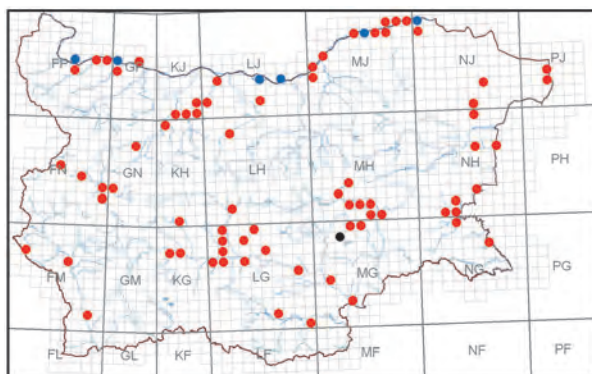 FP GP KJ LJ MJ NJ PJ
FN GN KH LH MH NH PH
FM GM KG LG MG NG PG
FL GL KF LF MF NF PF